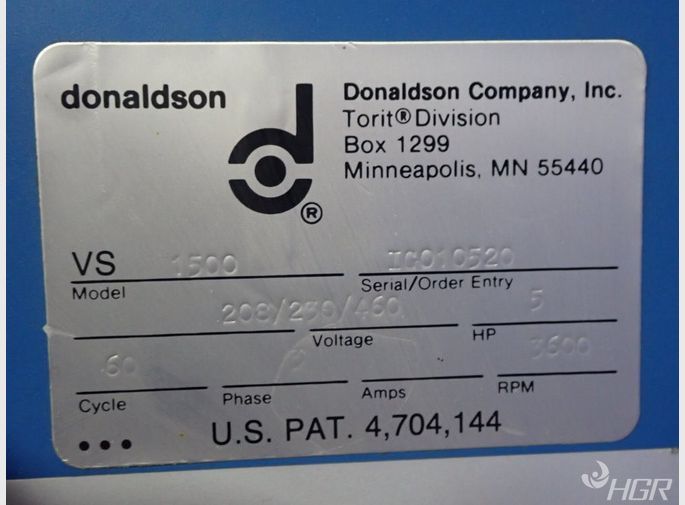 donaldson
d
®
Donaldson Company, Inc.
Torit® Division
Box 1299
Minneapolis, MN 55440
VS 1500
Model
IG010520
Serial/Order Entry
208/230/460
Voltage
5
HP
60
Cycle
Phase
Amps
3600
RPM
U.S. PAT. 4,704,144
HGR